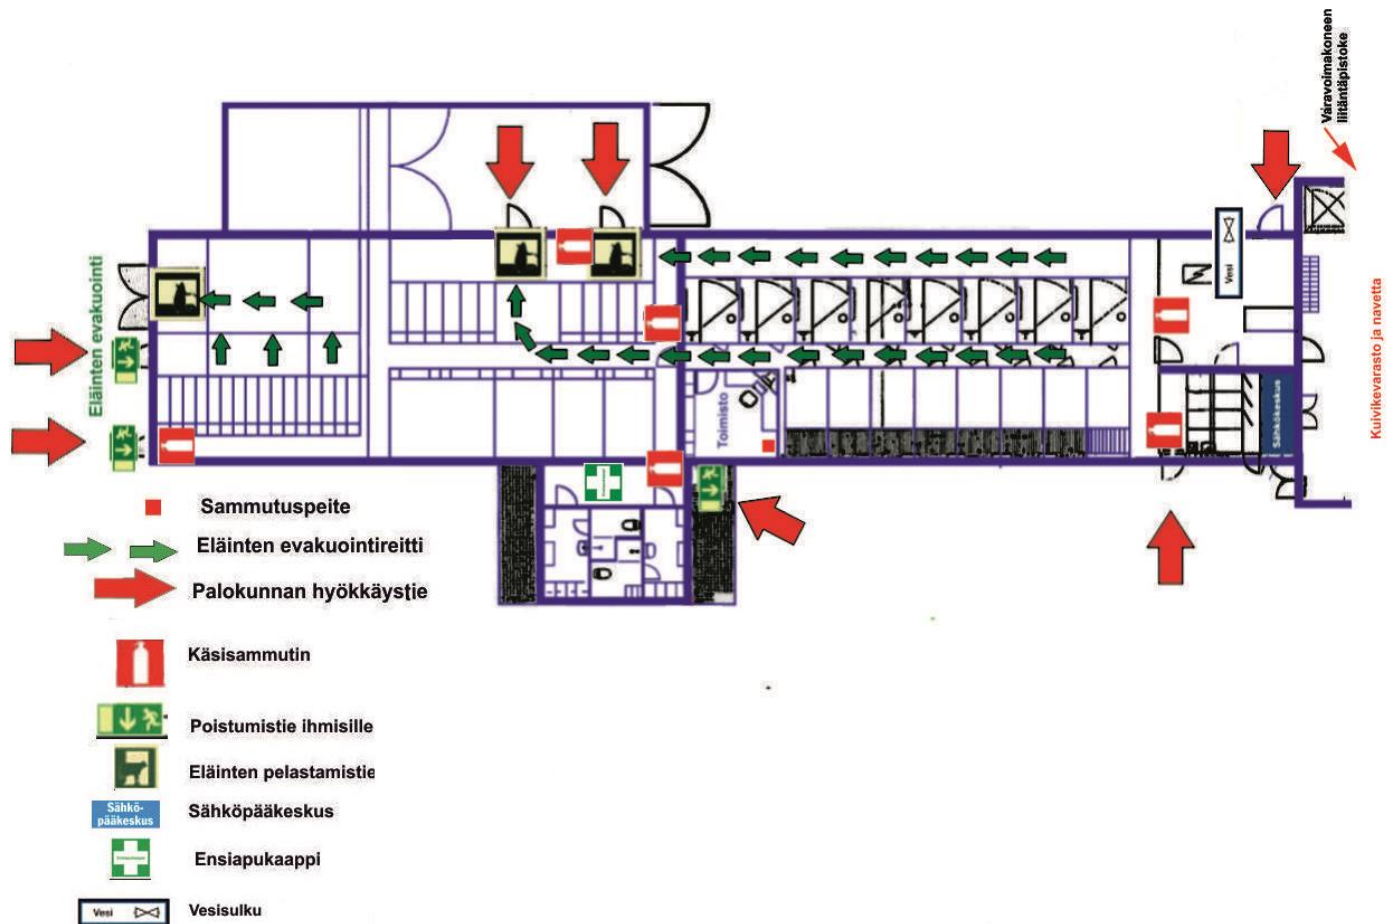 Varavoimakoneen
liitäntäpistoke
Eläinten evakuointi
Vesi
Kuivikevarasto ja navetta
Toimisto
Sähkökeskus
Sammutuspeite
Eläinten evakuointireitti
Palokunnan hyökkäystie
Käsisammutin
Poistumistie ihmisille
Eläinten pelastamistie
Sähkö-
pääkeskus
Sähköpääkeskus
Ensiapukaappi
Vesi
Vesisulku